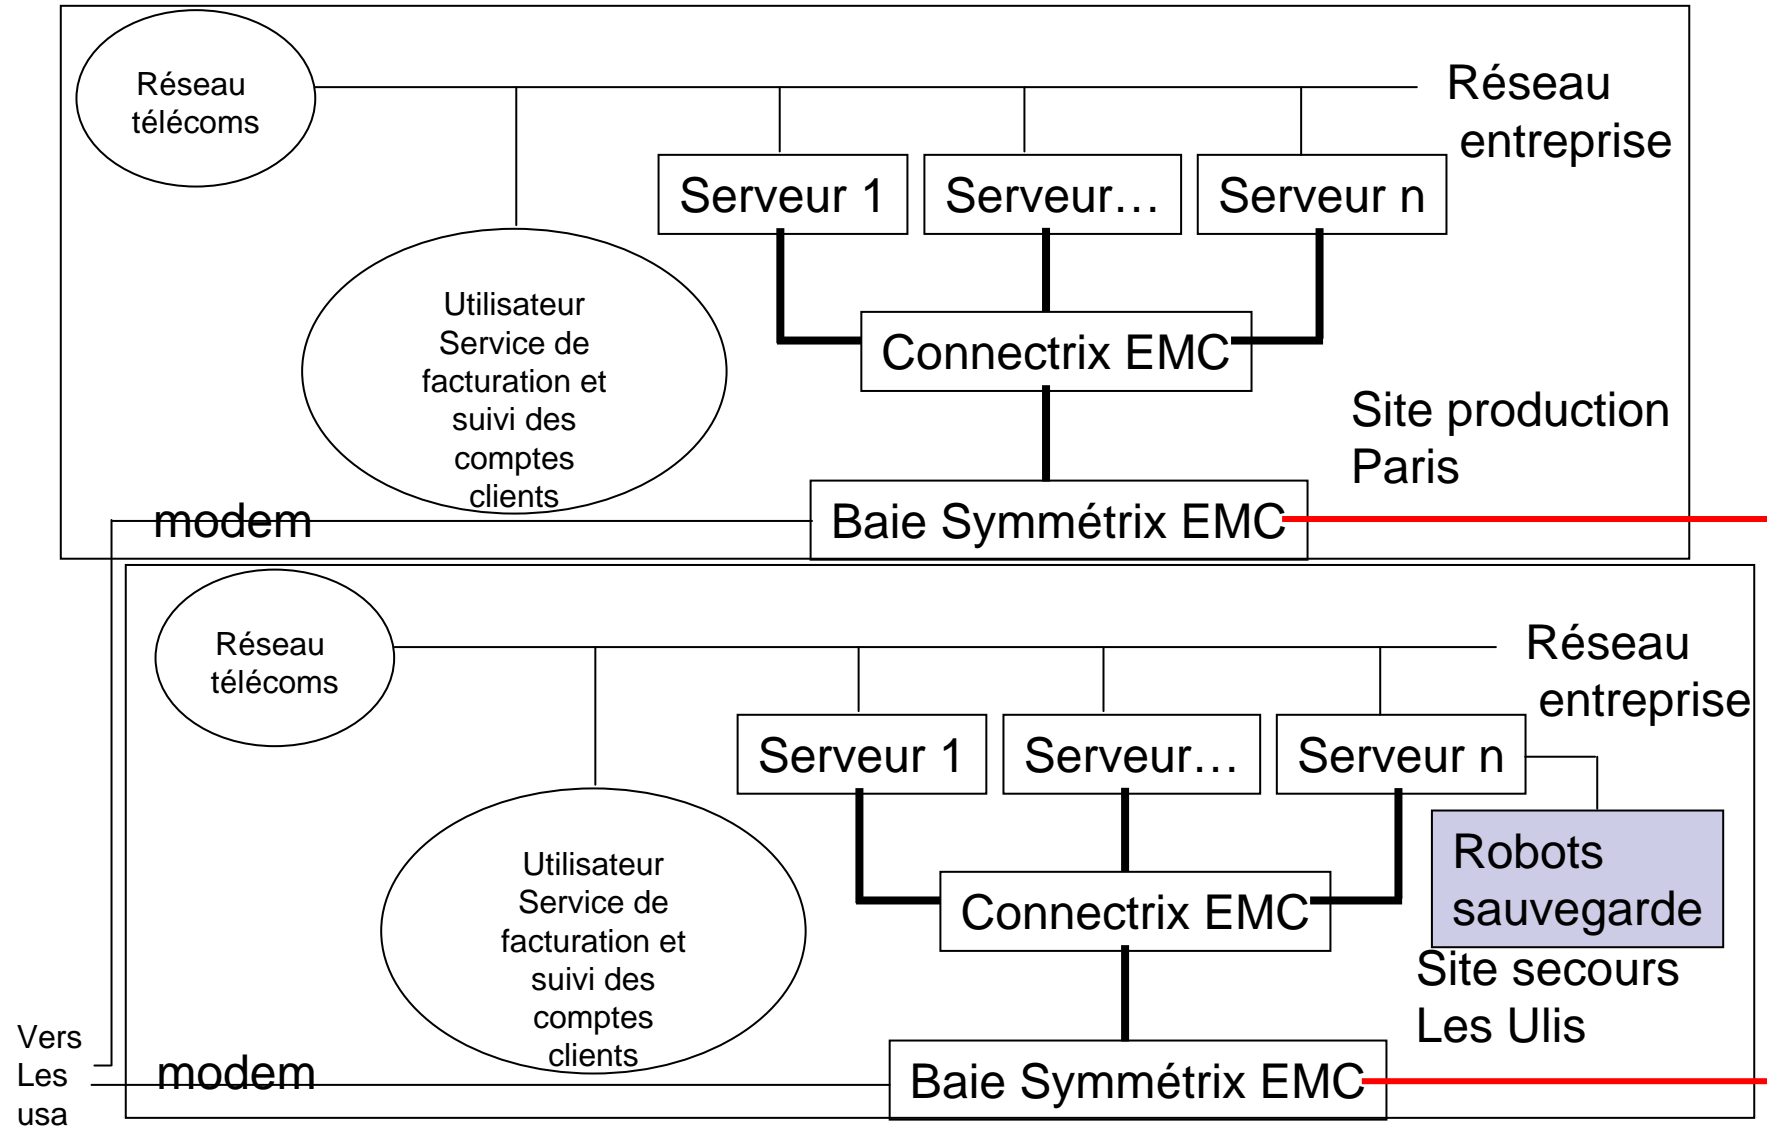 Réseau
télécoms
Réseau
entreprise
Serveur 1
Serveur…
Serveur n
Utilisateur
Service de
facturation et
suivi des
comptes
clients
Connectrix EMC
Site production
Paris
modem
Baie Symmétrix EMC
Réseau
télécoms
Réseau
entreprise
Serveur 1
Serveur…
Serveur n
Utilisateur
Service de
facturation et
suivi des
comptes
clients
Robots
sauvegarde
Connectrix EMC
Site secours
Les Ulis
Vers
Les
usa
modem
Baie Symmétrix EMC